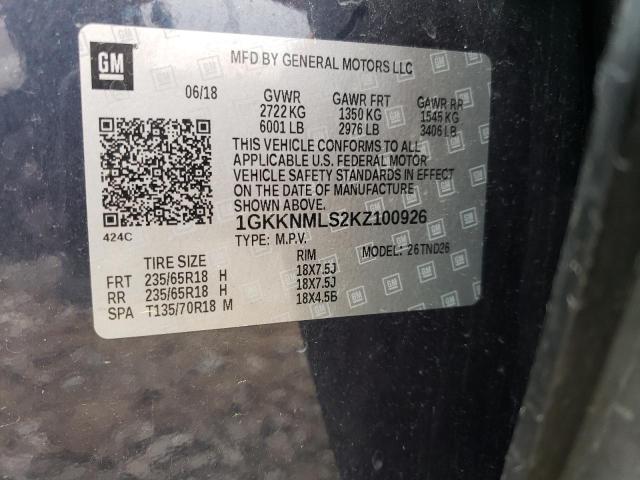 GM
MFD BY GENERAL MOTORS LLC
06/18 GVWR GAWR FRT GAWR RR
2722 KG 1350 KG 1545 KG
6001 LB 2976 LB 3406 LB
THIS VEHICLE CONFORMS TO ALL
APPLICABLE U.S. FEDERAL MOTOR
VEHICLE SAFETY STANDARDS IN EFFECT
ON THE DATE OF MANUFACTURE
SHOWN ABOVE.
1GKKNMLS2KZ100926
424C
TYPE: M.P.V. MODEL: 26TND26
TIRE SIZE RIM
FRT 235/65R18 H 18X7.5J
RR 235/65R18 H 18X7.5J
SPA T135/70R18 M 18X4.5B